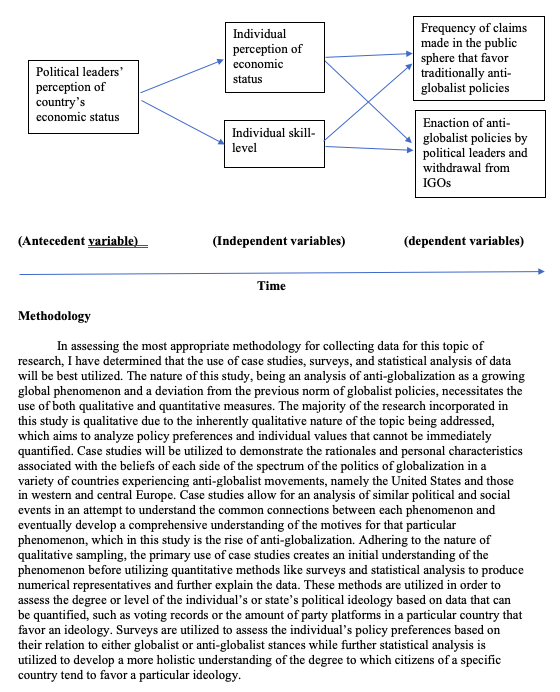 Political leaders'
perception of
country's
economic status
Individual
perception of
economic
status
Individual skill-
level
Frequency of claims
made in the public
sphere that favor
traditionally anti-
globalist policies
Enaction of anti-
globalist policies by
political leaders and
withdrawal from
IGOs
(Antecedent variable) (Independent variables) (dependent variables)
Time
Methodology
In assessing the most appropriate methodology for collecting data for this topic of
research, I have determined that the use of case studies, surveys, and statistical analysis of data
will be best utilized. The nature of this study, being an analysis of anti-globalization as a growing
global phenomenon and a deviation from the previous norm of globalist policies, necessitates the
use of both qualitative and quantitative measures. The majority of the research incorporated in
this study is qualitative due to the inherently qualitative nature of the topic being addressed,
which aims to analyze policy preferences and individual values that cannot be immediately
quantified. Case studies will be utilized to demonstrate the rationales and personal characteristics
associated with the beliefs of each side of the spectrum of the politics of globalization in a
variety of countries experiencing anti-globalist movements, namely the United States and those
in western and central Europe. Case studies allow for an analysis of similar political and social
events in an attempt to understand the common connections between each phenomenon and
eventually develop a comprehensive understanding of the motives for that particular
phenomenon, which in this study is the rise of anti-globalization. Adhering to the nature of
qualitative sampling, the primary use of case studies creates an initial understanding of the
phenomenon before utilizing quantitative methods like surveys and statistical analysis to produce
numerical representatives and further explain the data. These methods are utilized in order to
assess the degree or level of the individual's or state's political ideology based on data that can
be quantified, such as voting records or the amount of party platforms in a particular country that
favor an ideology. Surveys are utilized to assess the individual's policy preferences based on
their relation to either globalist or anti-globalist stances while further statistical analysis is
utilized to develop a more holistic understanding of the degree to which citizens of a specific
country tend to favor a particular ideology.